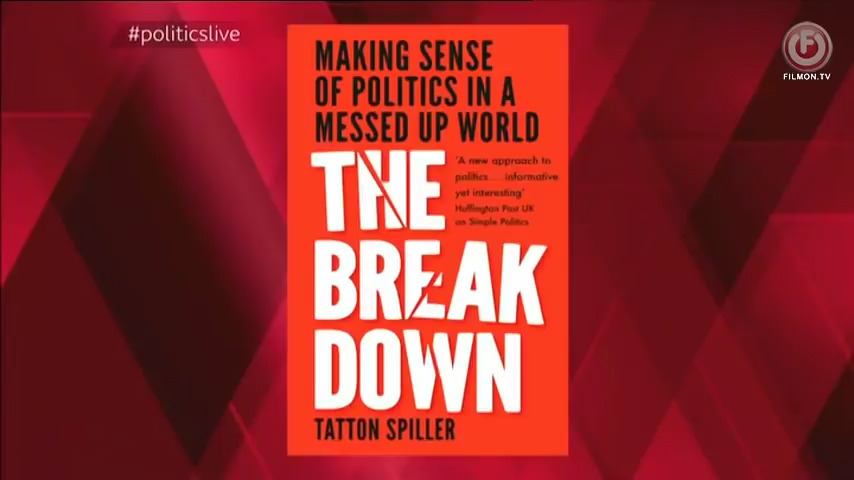 #politicslive
FILMON.TV
MAKING SENSE
OF POLITICS IN A
MESSED UP WORLD
THE
BREAK
DOWN
'A new approach to
politics.... informative
yet interesting'
Huffington Post UK
on Simple Politics
TATTON SPILLER